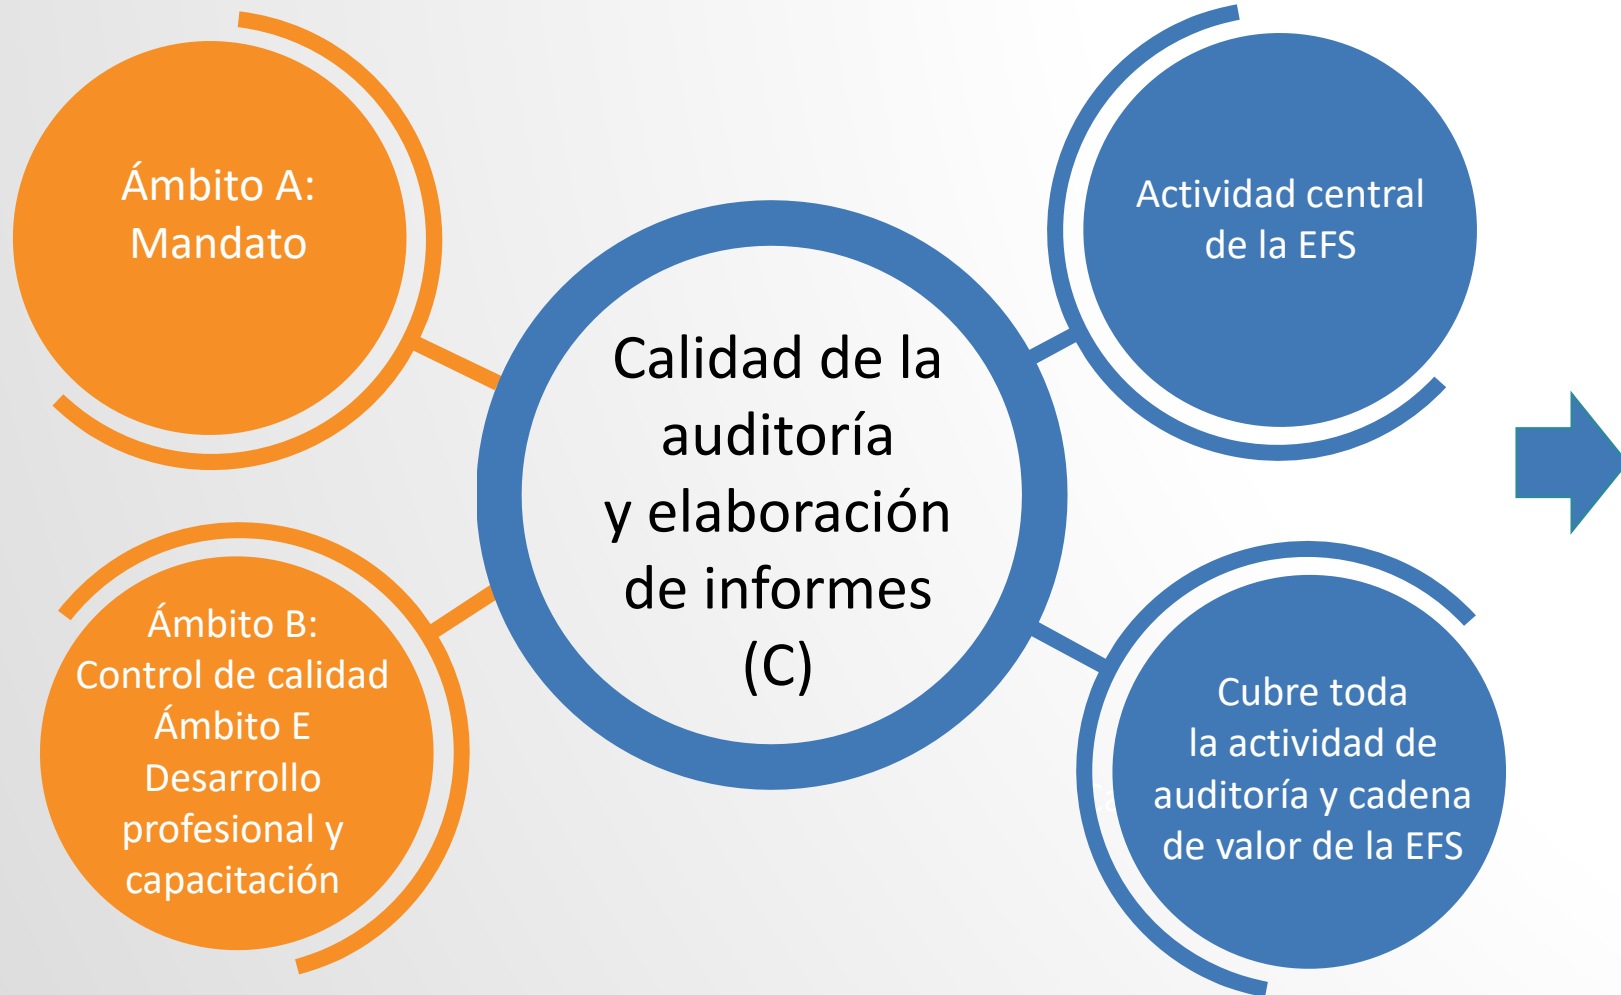 Ámbito A:
Mandato
Actividad central
de la EFS
Calidad de la
auditoría
y elaboración
de informes
(C)
Ámbito B:
Control de calidad
Ámbito E
Desarrollo
profesional y
capacitación
Cubre toda
la actividad de
auditoría y cadena
de valor de la EFS